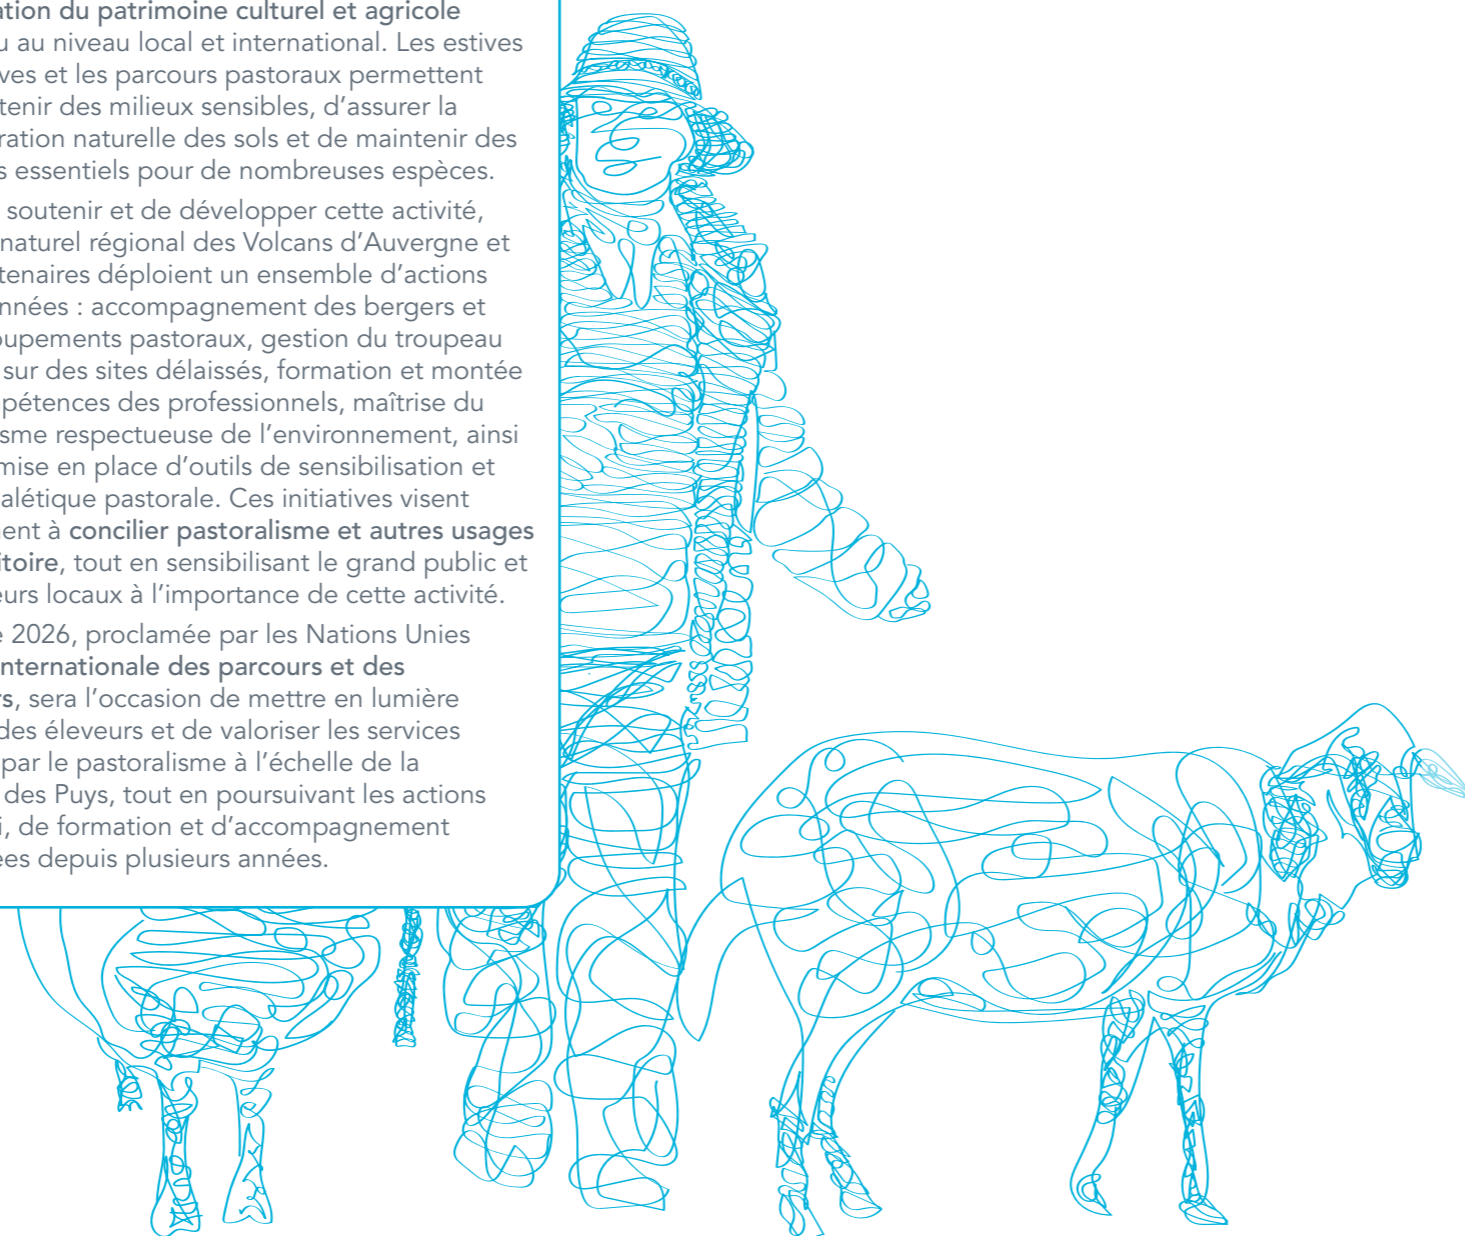 ation du patrimoine culturel et agricole
u au niveau local et international. Les estives
ves et les parcours pastoraux permettent
tenir des milieux sensibles, d’assurer la
ration naturelle des sols et de maintenir des
s essentiels pour de nombreuses espèces.
soutenir et de développer cette activité,
naturel régional des Volcans d’Auvergne et
tenaires déploient un ensemble d’actions
nnées : accompagnement des bergers et
oupements pastoraux, gestion du troupeau
sur des sites délaissés, formation et montée
pétences des professionnels, maîtrise du
sme respectueuse de l’environnement, ainsi
mise en place d’outils de sensibilisation et
alétique pastorale. Ces initiatives visent
ent à concilier pastoralisme et autres usages
itoire, tout en sensibilisant le grand public et
eurs locaux à l’importance de cette activité.
e 2026, proclamée par les Nations Unies
nternationale des parcours et des
rs, sera l’occasion de mettre en lumière
des éleveurs et de valoriser les services
par le pastoralisme à l’échelle de la
des Puys, tout en poursuivant les actions
i, de formation et d’accompagnement
ées depuis plusieurs années.